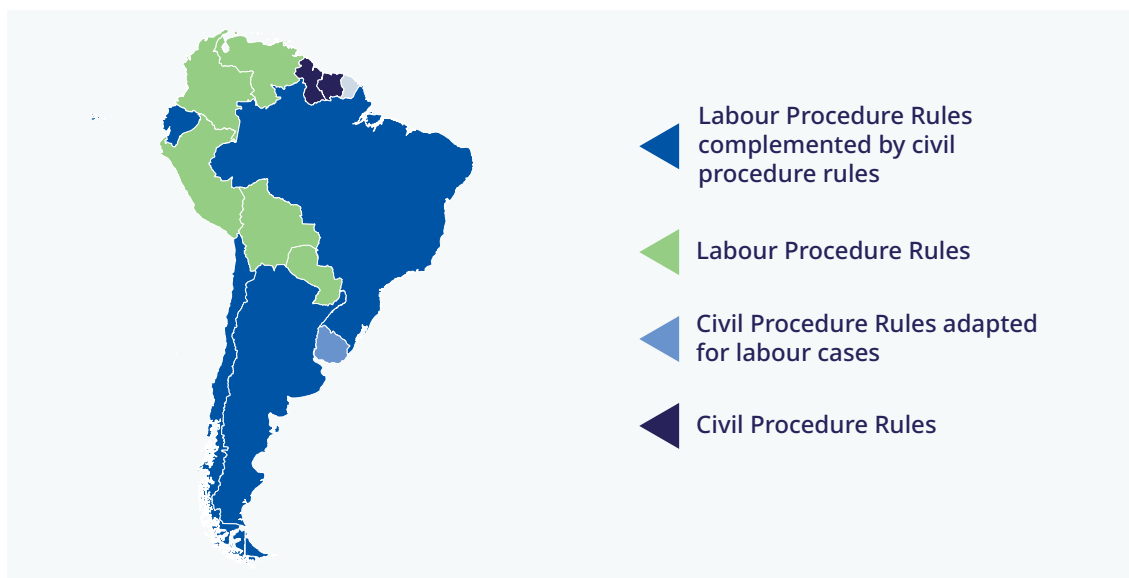 Labour Procedure Rules
complemented by civil
procedure rules
Labour Procedure Rules
Civil Procedure Rules adapted
for labour cases
Civil Procedure Rules